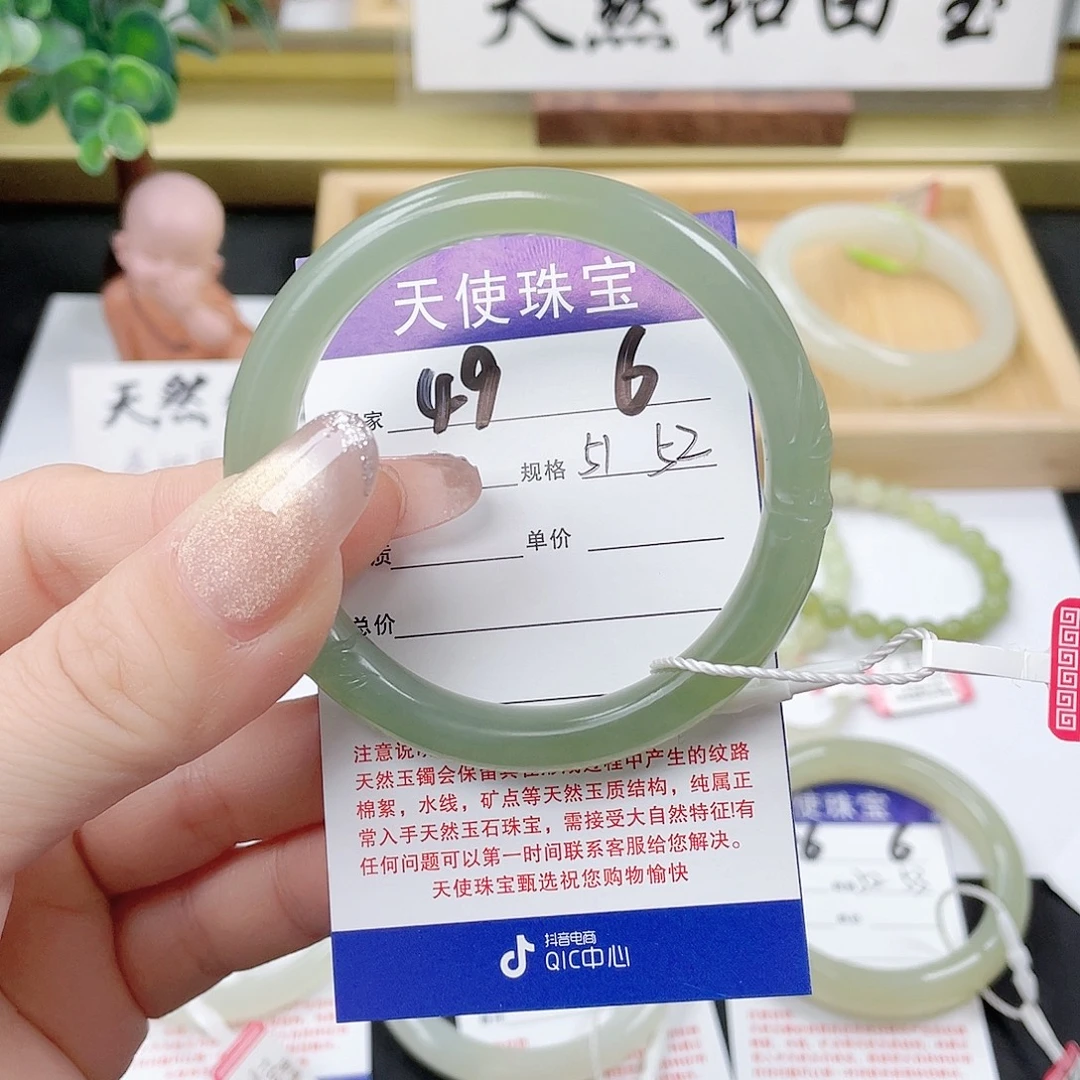 天然和田玉
天使珠宝
家 49 6
规格 51 52
质 单价
总价
注意说
天然玉镯会保留其在形成过程中产生的纹路
棉絮，水线，矿点等天然玉质结构，纯属正
常入手天然玉石珠宝，需接受大自然特征!有
任何问题可以第一时间联系客服给您解决。
天使珠宝甄选祝您购物愉快
抖音电商
QIC中心
天然
使珠宝
6 6
52 53